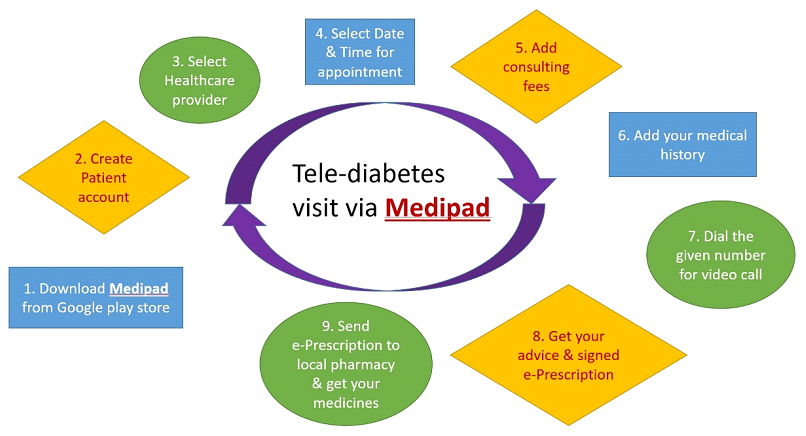 1. Download Medipad
from Google play store
2. Create
Patient
account
3. Select
Healthcare
provider
4. Select Date
& Time for
appointment
5. Add
consulting
fees
6. Add your medical
history
7. Dial the
given number
for video call
8. Get your
advice & signed
e-Prescription
9. Send
e-Prescription to
local pharmacy
& get your
medicines
Tele-diabetes
visit via Medipad